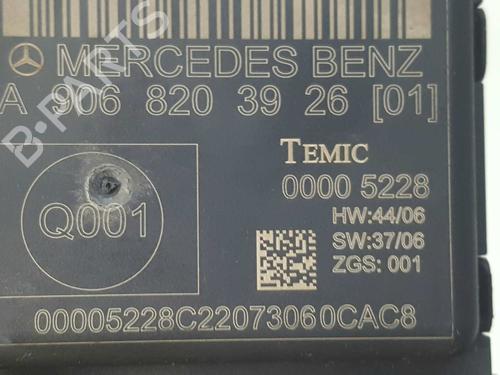 MERCEDES BENZ
A 906 820 39 26 [01]
TEMIC
0000 5228
HW:44/06
SW:37/06
ZGS: 001
Q001
00005228C22073060CAC8
B-PARTS